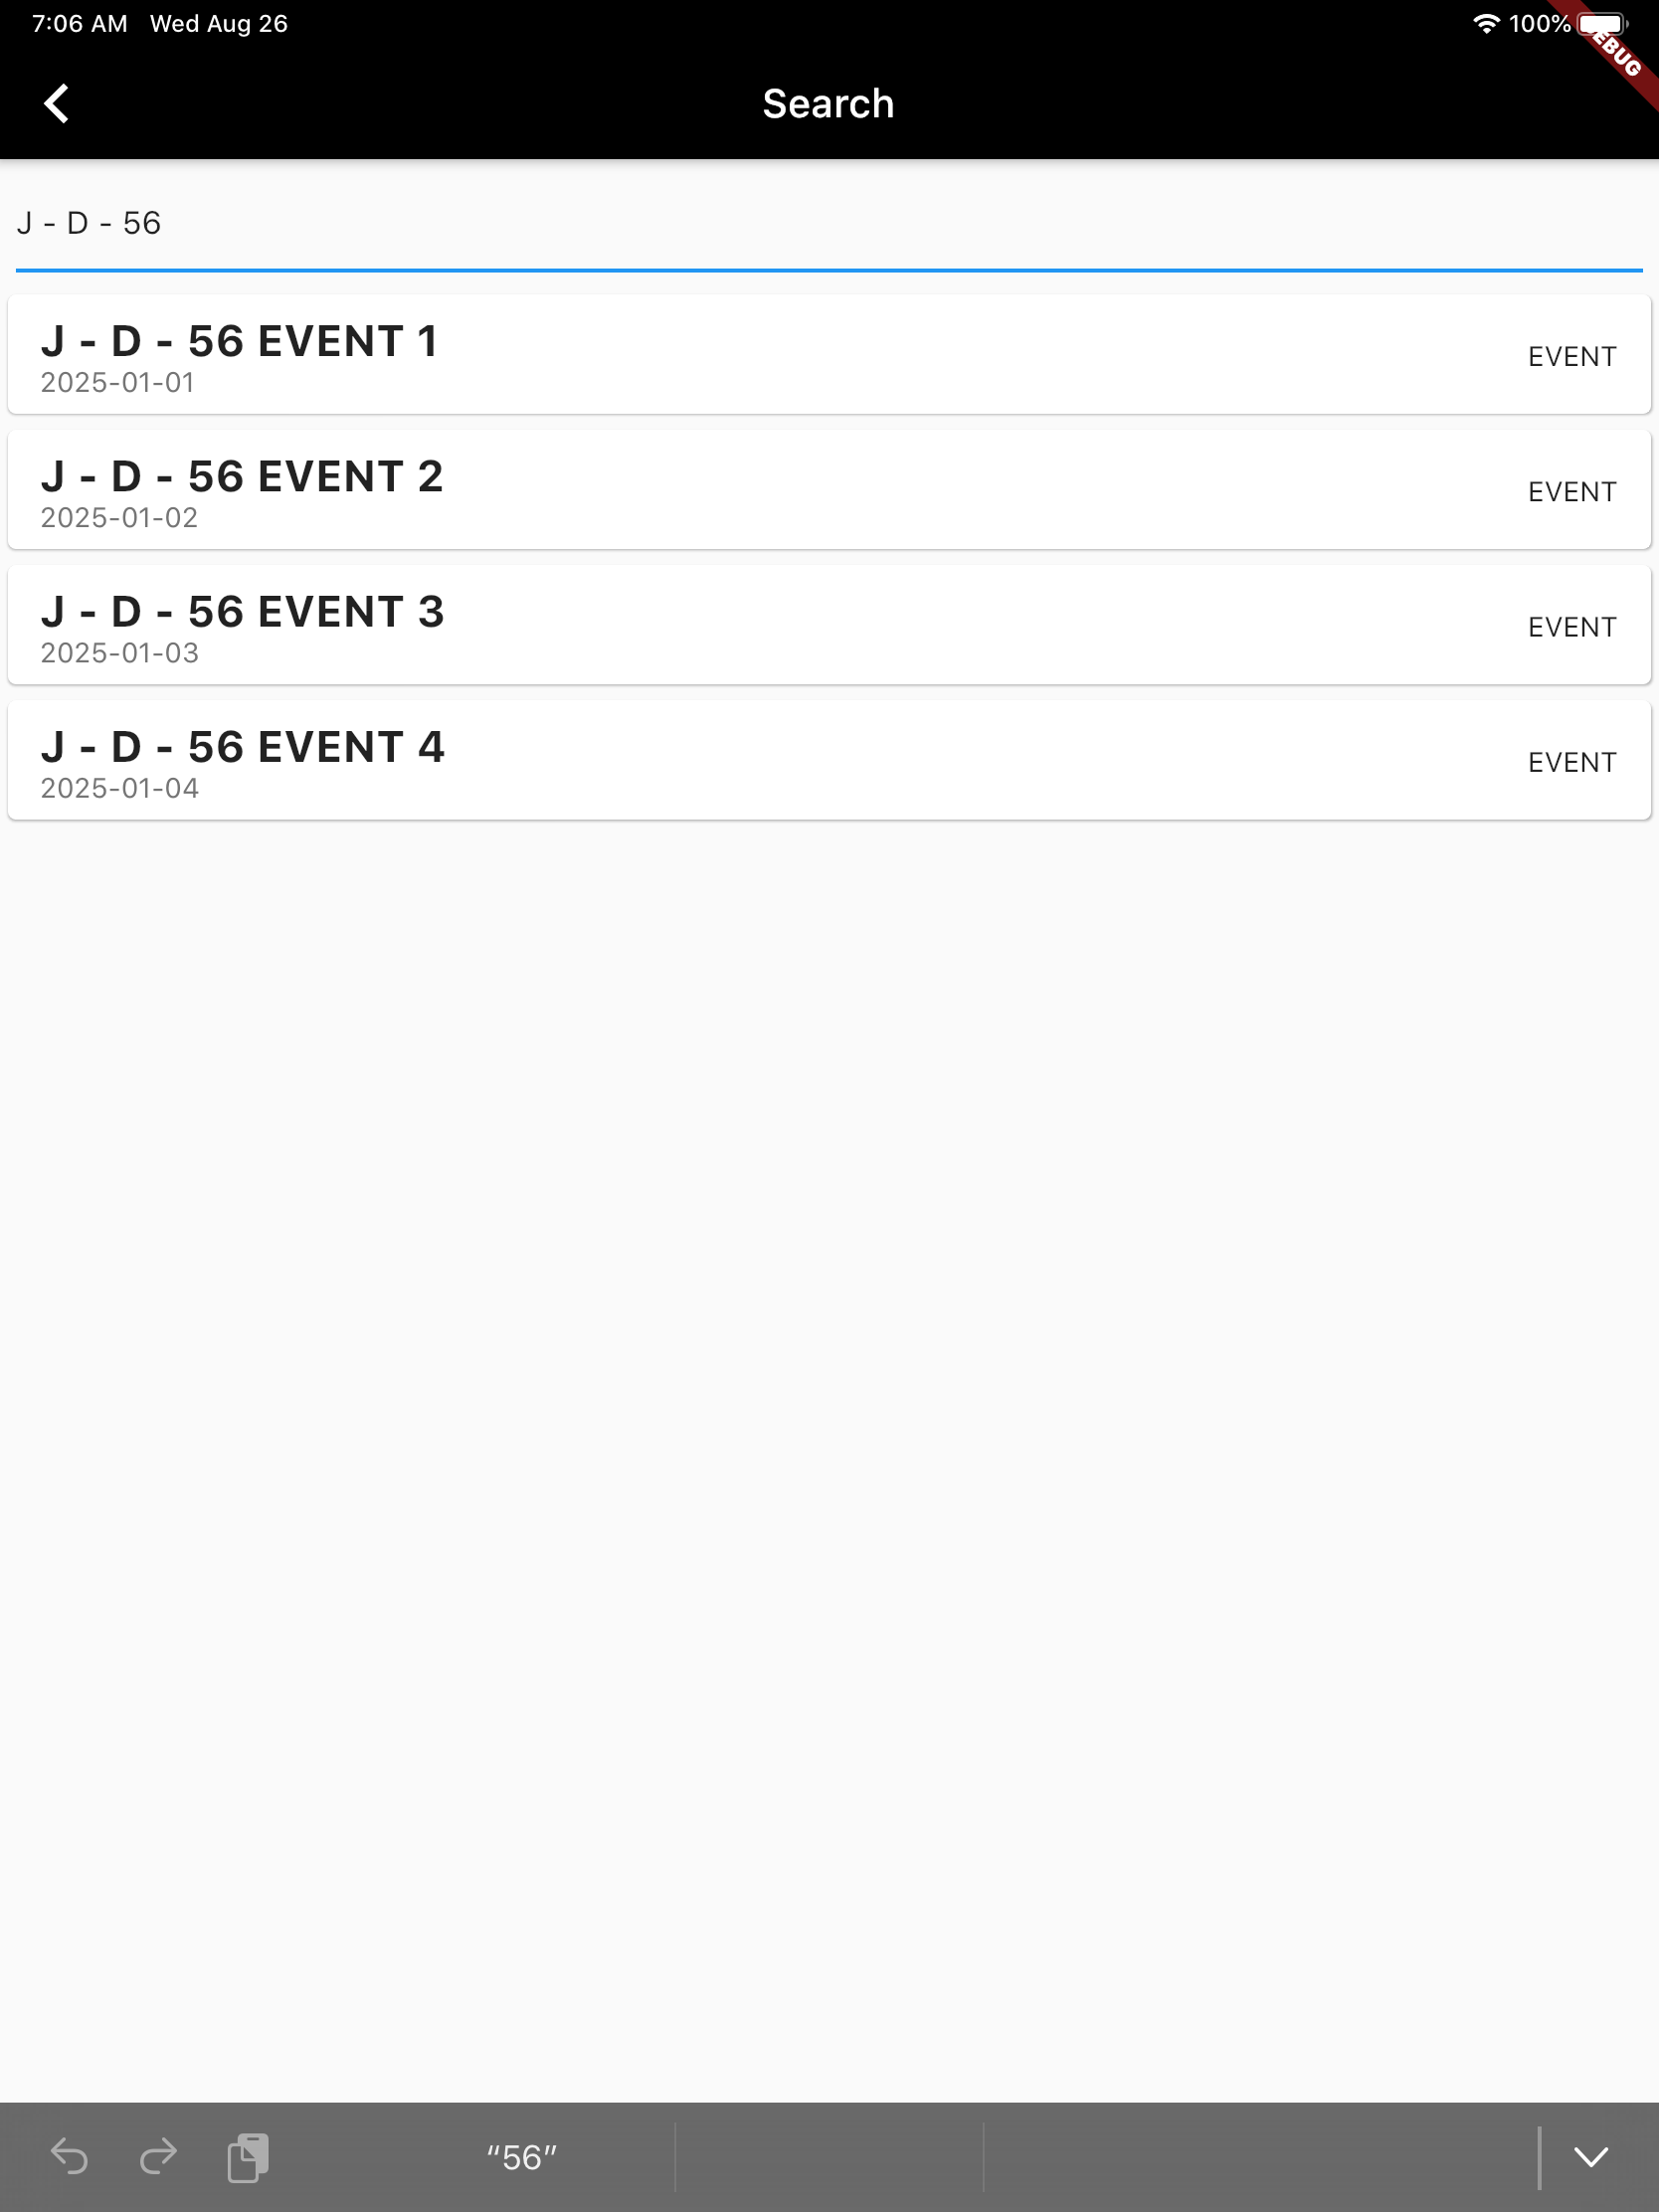 7:06 AM Wed Aug 26 100%
EBUG
Search
J - D - 56
J - D - 56 EVENT 1
2025-01-01
EVENT
J - D - 56 EVENT 2
2025-01-02
EVENT
J - D - 56 EVENT 3
2025-01-03
EVENT
J - D - 56 EVENT 4
2025-01-04
EVENT
“56”